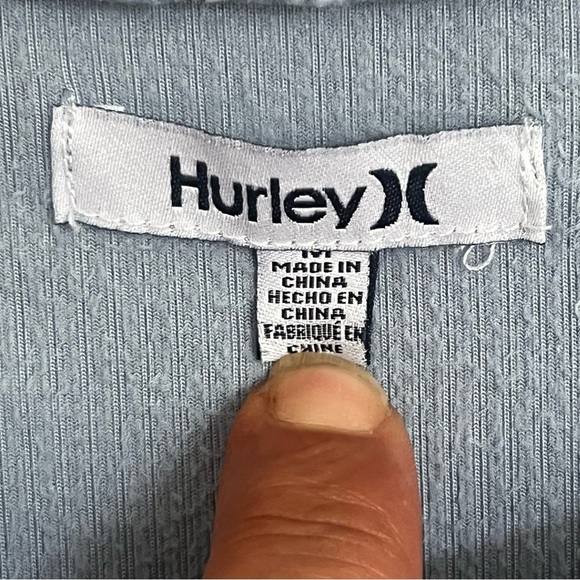 Hurley
M
MADE IN
CHINA
HECHO EN
CHINA
FABRIQUÉ EN
CHINE